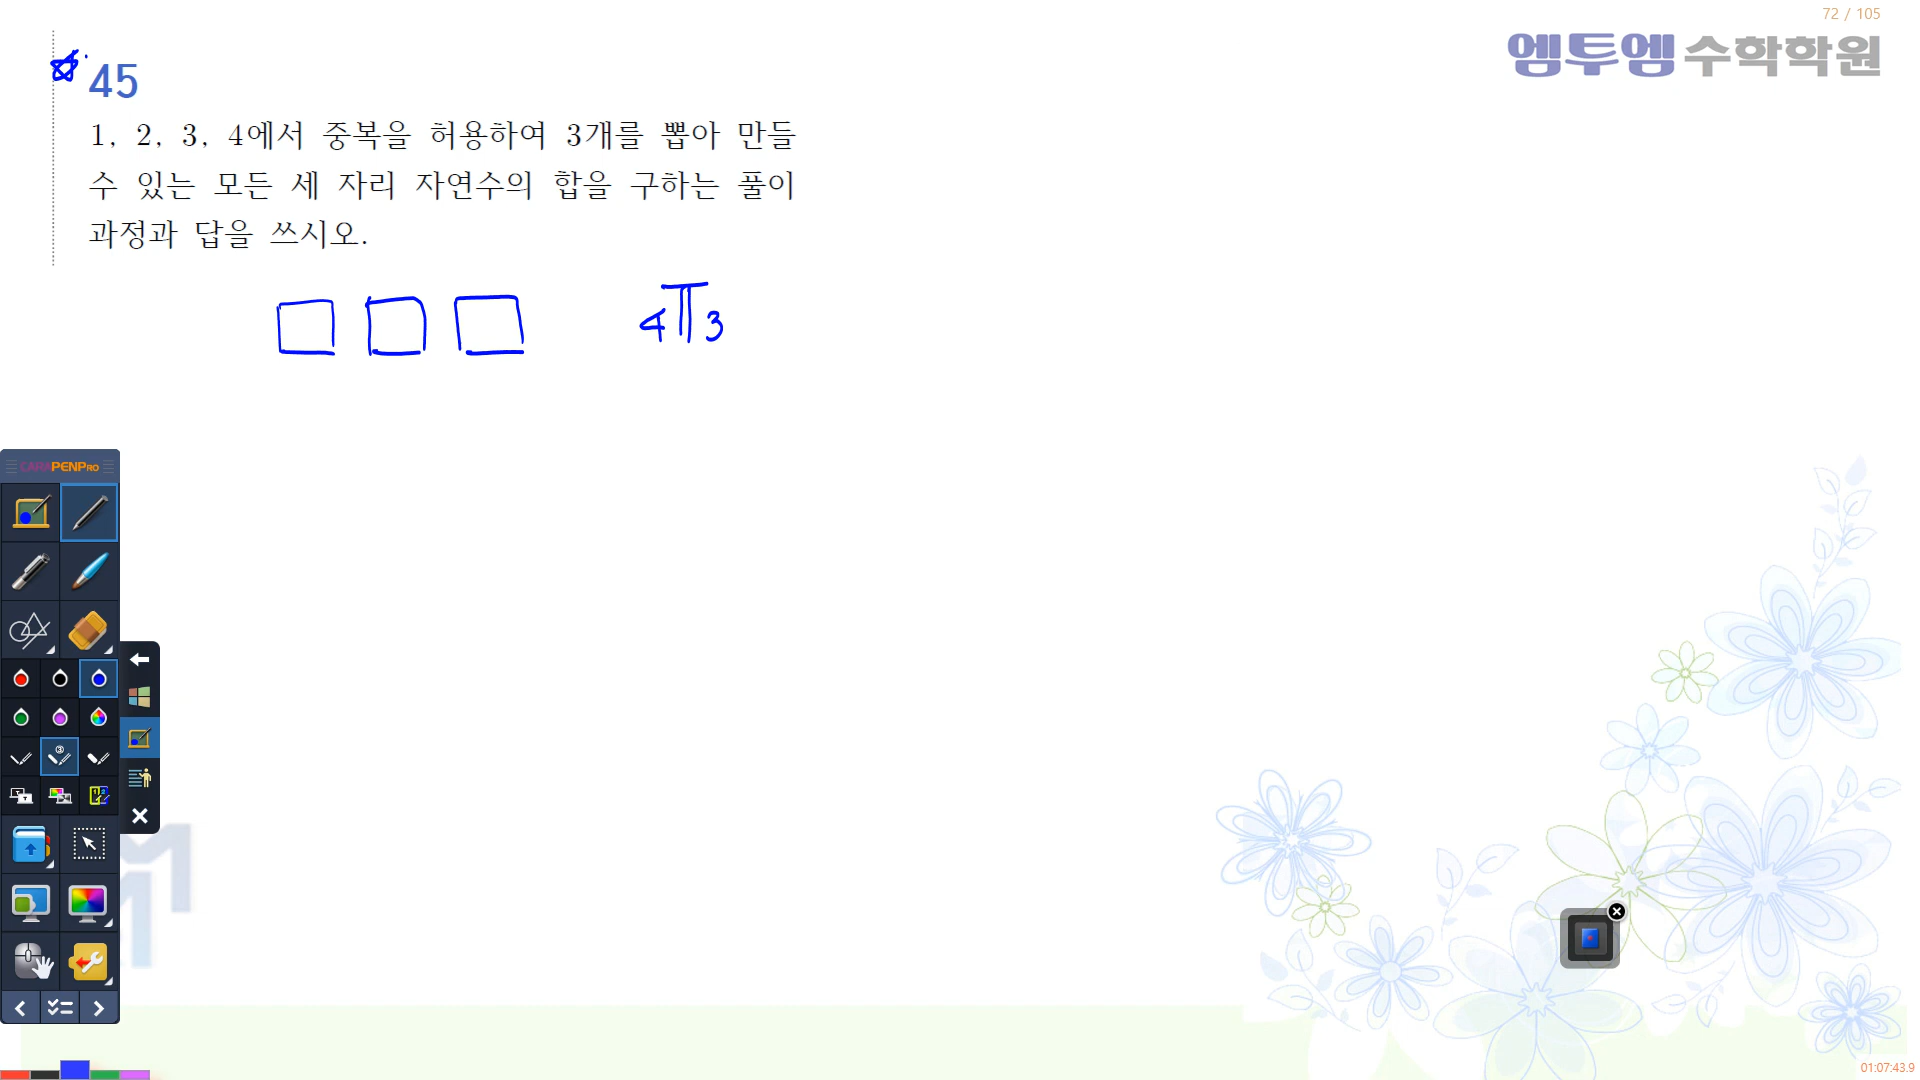 72 / 105
엠투엠 수학학원
45
1, 2, 3, 4에서 중복을 허용하여 3개를 뽑아 만들
수 있는 모든 세 자리 자연수의 합을 구하는 풀이
과정과 답을 쓰시오.
4 Π 3
CARAPENPRO
01:07:43.9